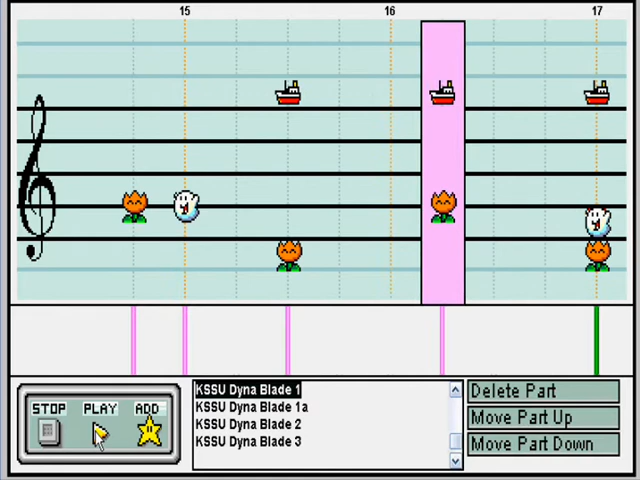 15 16 17
STOP PLAY ADD
KSSU Dyna Blade 1
KSSU Dyna Blade 1a
KSSU Dyna Blade 2
KSSU Dyna Blade 3
Delete Part
Move Part Up
Move Part Down